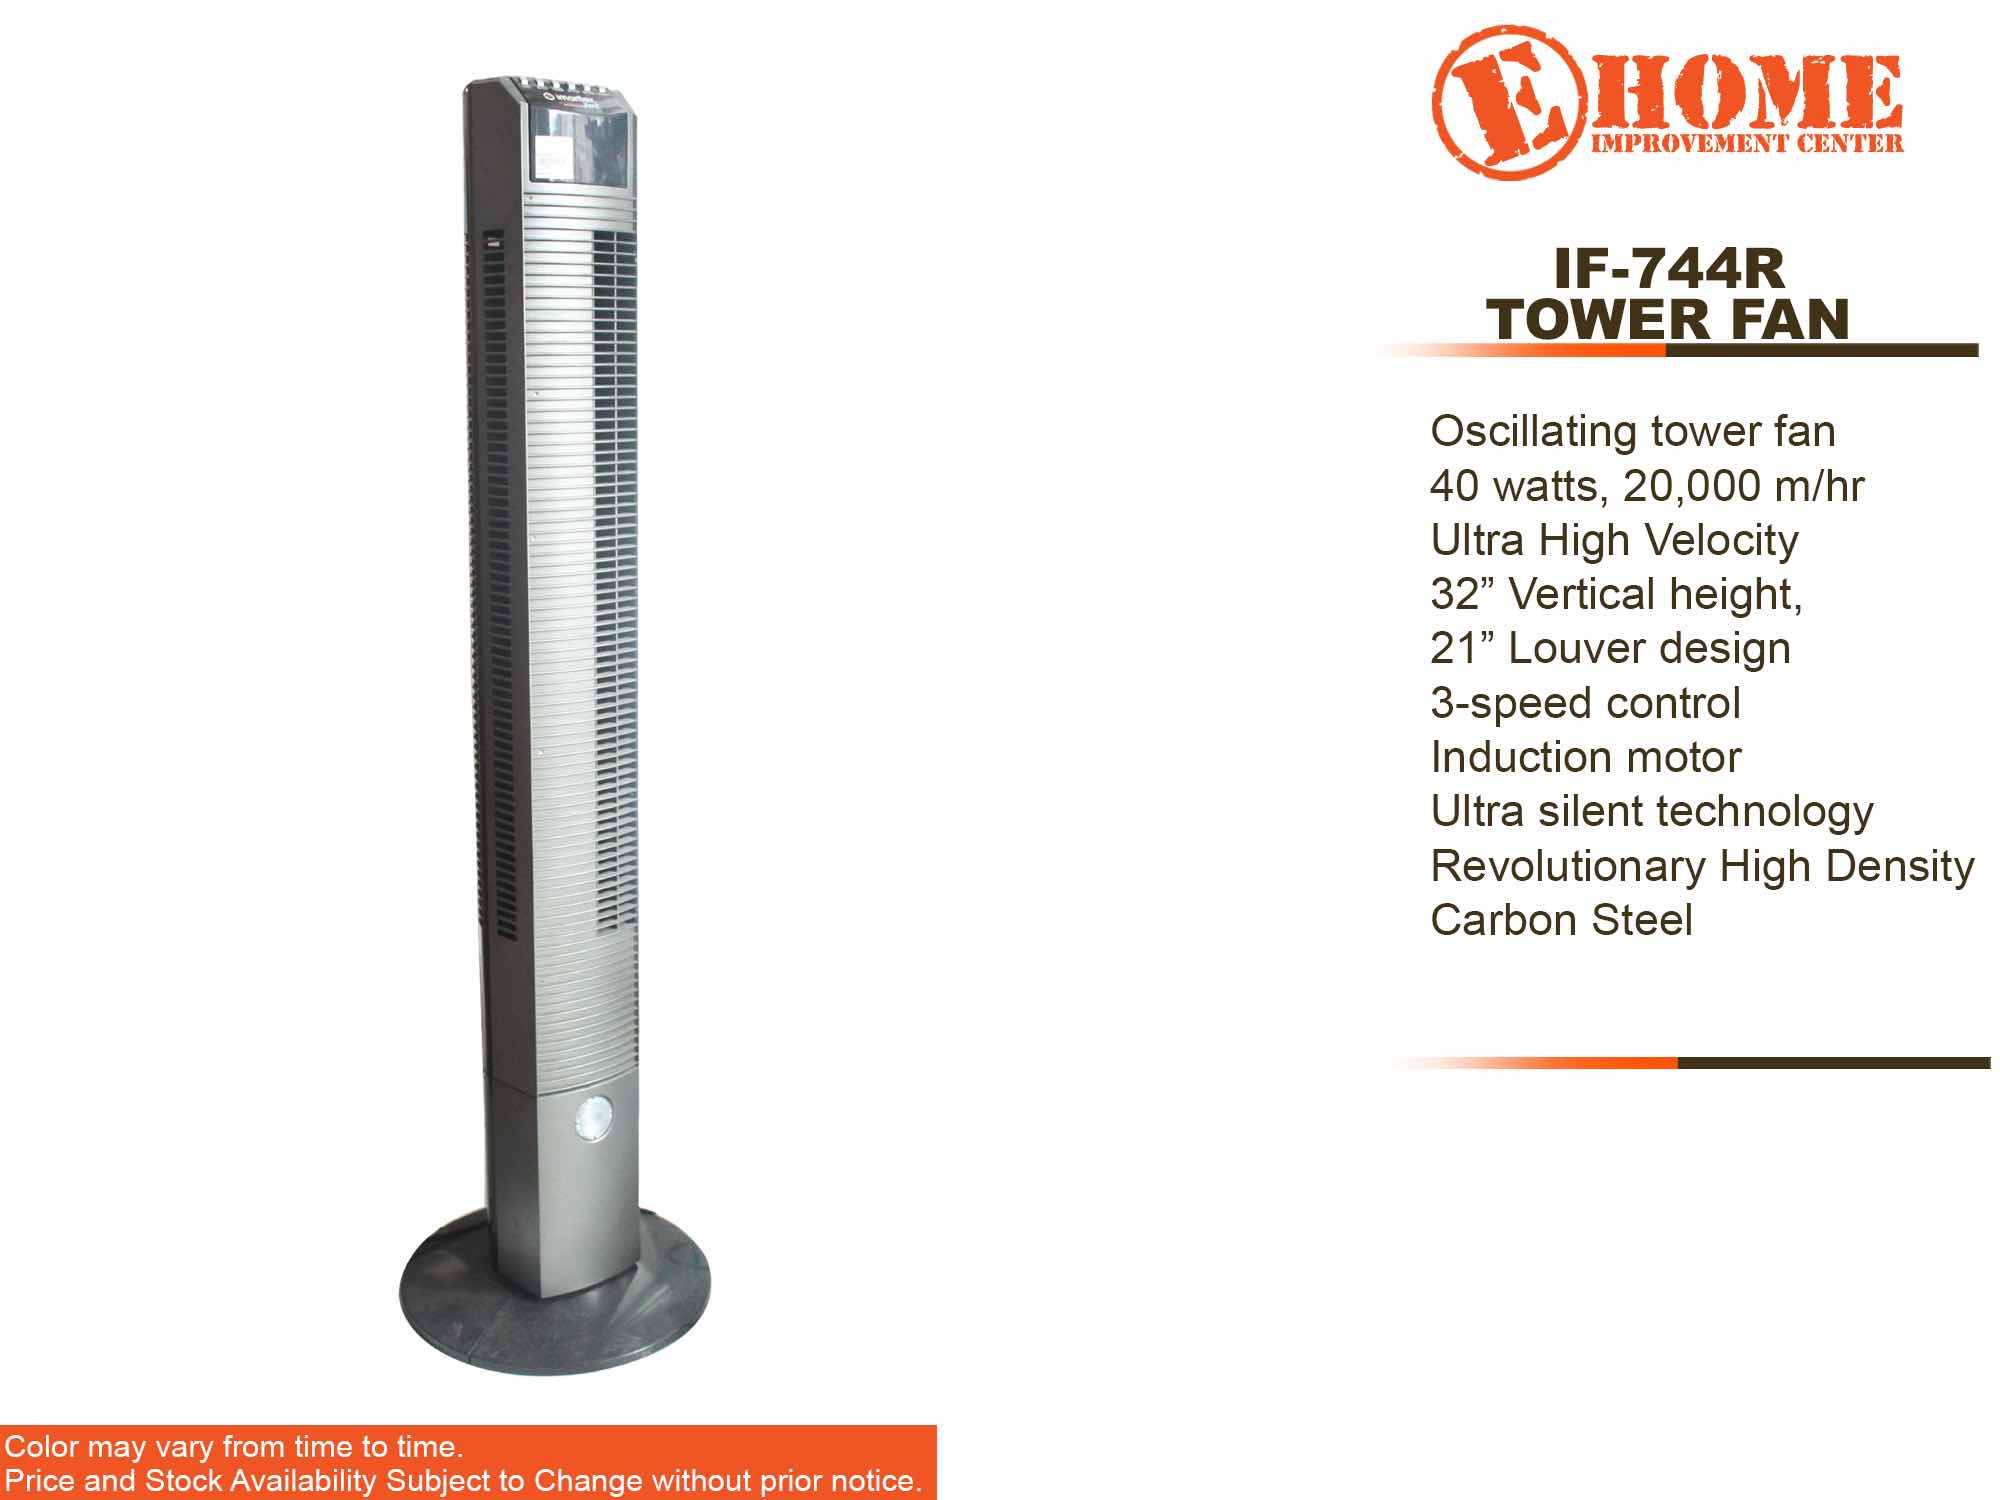 E HOME
IMPROVEMENT CENTER
IF-744R
TOWER FAN
Oscillating tower fan
40 watts, 20,000 m/hr
Ultra High Velocity
32” Vertical height,
21” Louver design
3-speed control
Induction motor
Ultra silent technology
Revolutionary High Density
Carbon Steel
Color may vary from time to time.
Price and Stock Availability Subject to Change without prior notice.